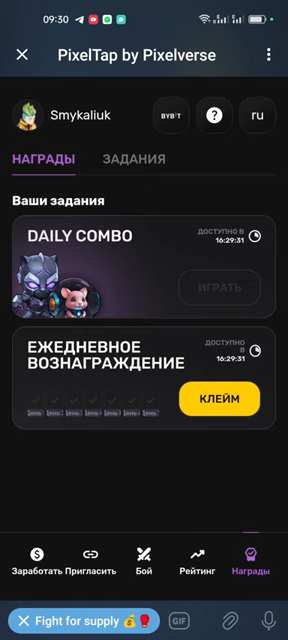 09:30
PixelTap by Pixelverse
Smykaliuk
BYBIT
ru
НАГРАДЫ
ЗАДАНИЯ
Ваши задания
DAILY COMBO
ДОСТУПНО В
16:29:31
ИГРАТЬ
ЕЖЕДНЕВНОЕ
ВОЗНАГРАЖДЕНИЕ
ДОСТУПНО
В
16:29:31
КЛЕЙМ
Заработать Пригласить Бой Рейтинг Награды
Fight for supply 💰🥊
GIF